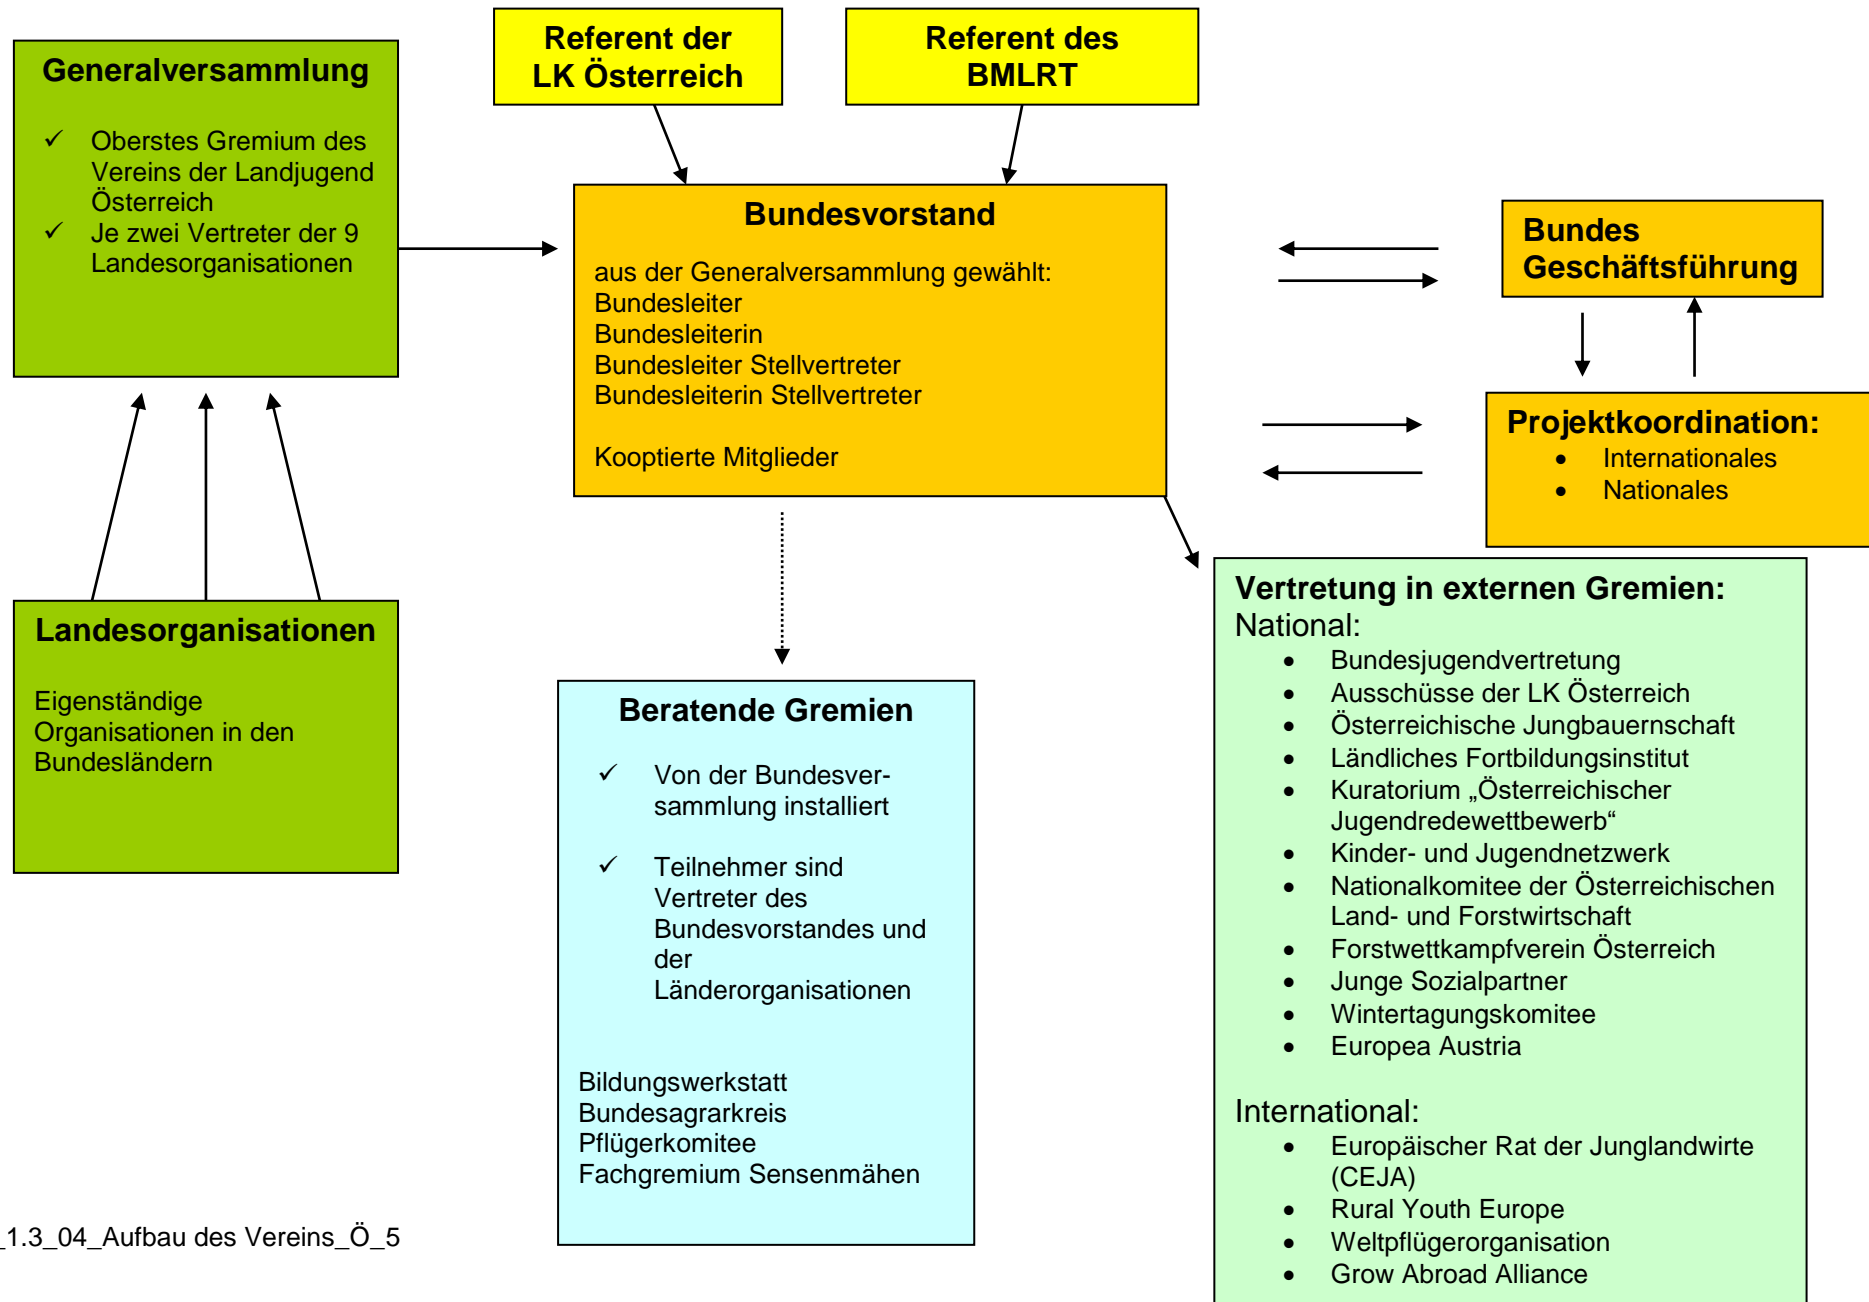 Generalversammlung
✓ Oberstes Gremium des
Vereins der Landjugend
Österreich
✓ Je zwei Vertreter der 9
Landesorganisationen
Referent der
LK Österreich
Referent des
BMLRT
Bundesvorstand
aus der Generalversammlung gewählt:
Bundesleiter
Bundesleiterin
Bundesleiter Stellvertreter
Bundesleiterin Stellvertreter
Kooptierte Mitglieder
Bundes
Geschäftsführung
Projektkoordination:
• Internationales
• Nationales
Landesorganisationen
Eigenständige
Organisationen in den
Bundesländern
Beratende Gremien
✓ Von der Bundesver-
sammlung installiert
✓ Teilnehmer sind
Vertreter des
Bundesvorstandes und
der
Länderorganisationen
Bildungswerkstatt
Bundesagrarkreis
Pflügerkomitee
Fachgremium Sensenmähen
Vertretung in externen Gremien:
National:
• Bundesjugendvertretung
• Ausschüsse der LK Österreich
• Österreichische Jungbauernschaft
• Ländliches Fortbildungsinstitut
• Kuratorium „Österreichischer
Jugendredewettbewerb“
• Kinder- und Jugendnetzwerk
• Nationalkomitee der Österreichischen
Land- und Forstwirtschaft
• Forstwettkampfverein Österreich
• Junge Sozialpartner
• Wintertagungskomitee
• Europea Austria
International:
• Europäischer Rat der Junglandwirte
(CEJA)
• Rural Youth Europe
• Weltpflügerorganisation
• Grow Abroad Alliance
_1.3_04_Aufbau des Vereins_Ö_5